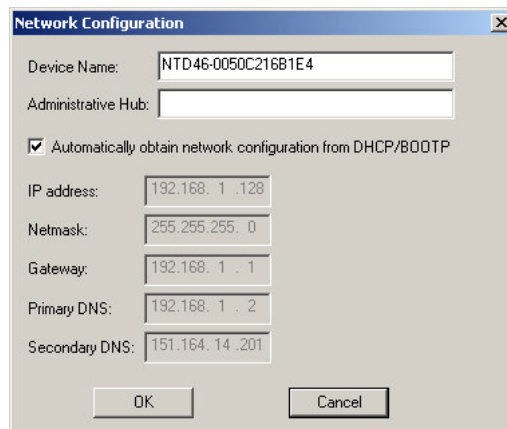 Network Configuration
Device Name: NTD46-0050C216B1E4
Administrative Hub:
Automatically obtain network configuration from DHCP/BOOTP
IP address: 192.168. 1 .128
Netmask: 255.255.255. 0
Gateway: 192.168. 1 . 1
Primary DNS: 192.168. 1 . 2
Secondary DNS: 151.164. 14 .201
OK Cancel